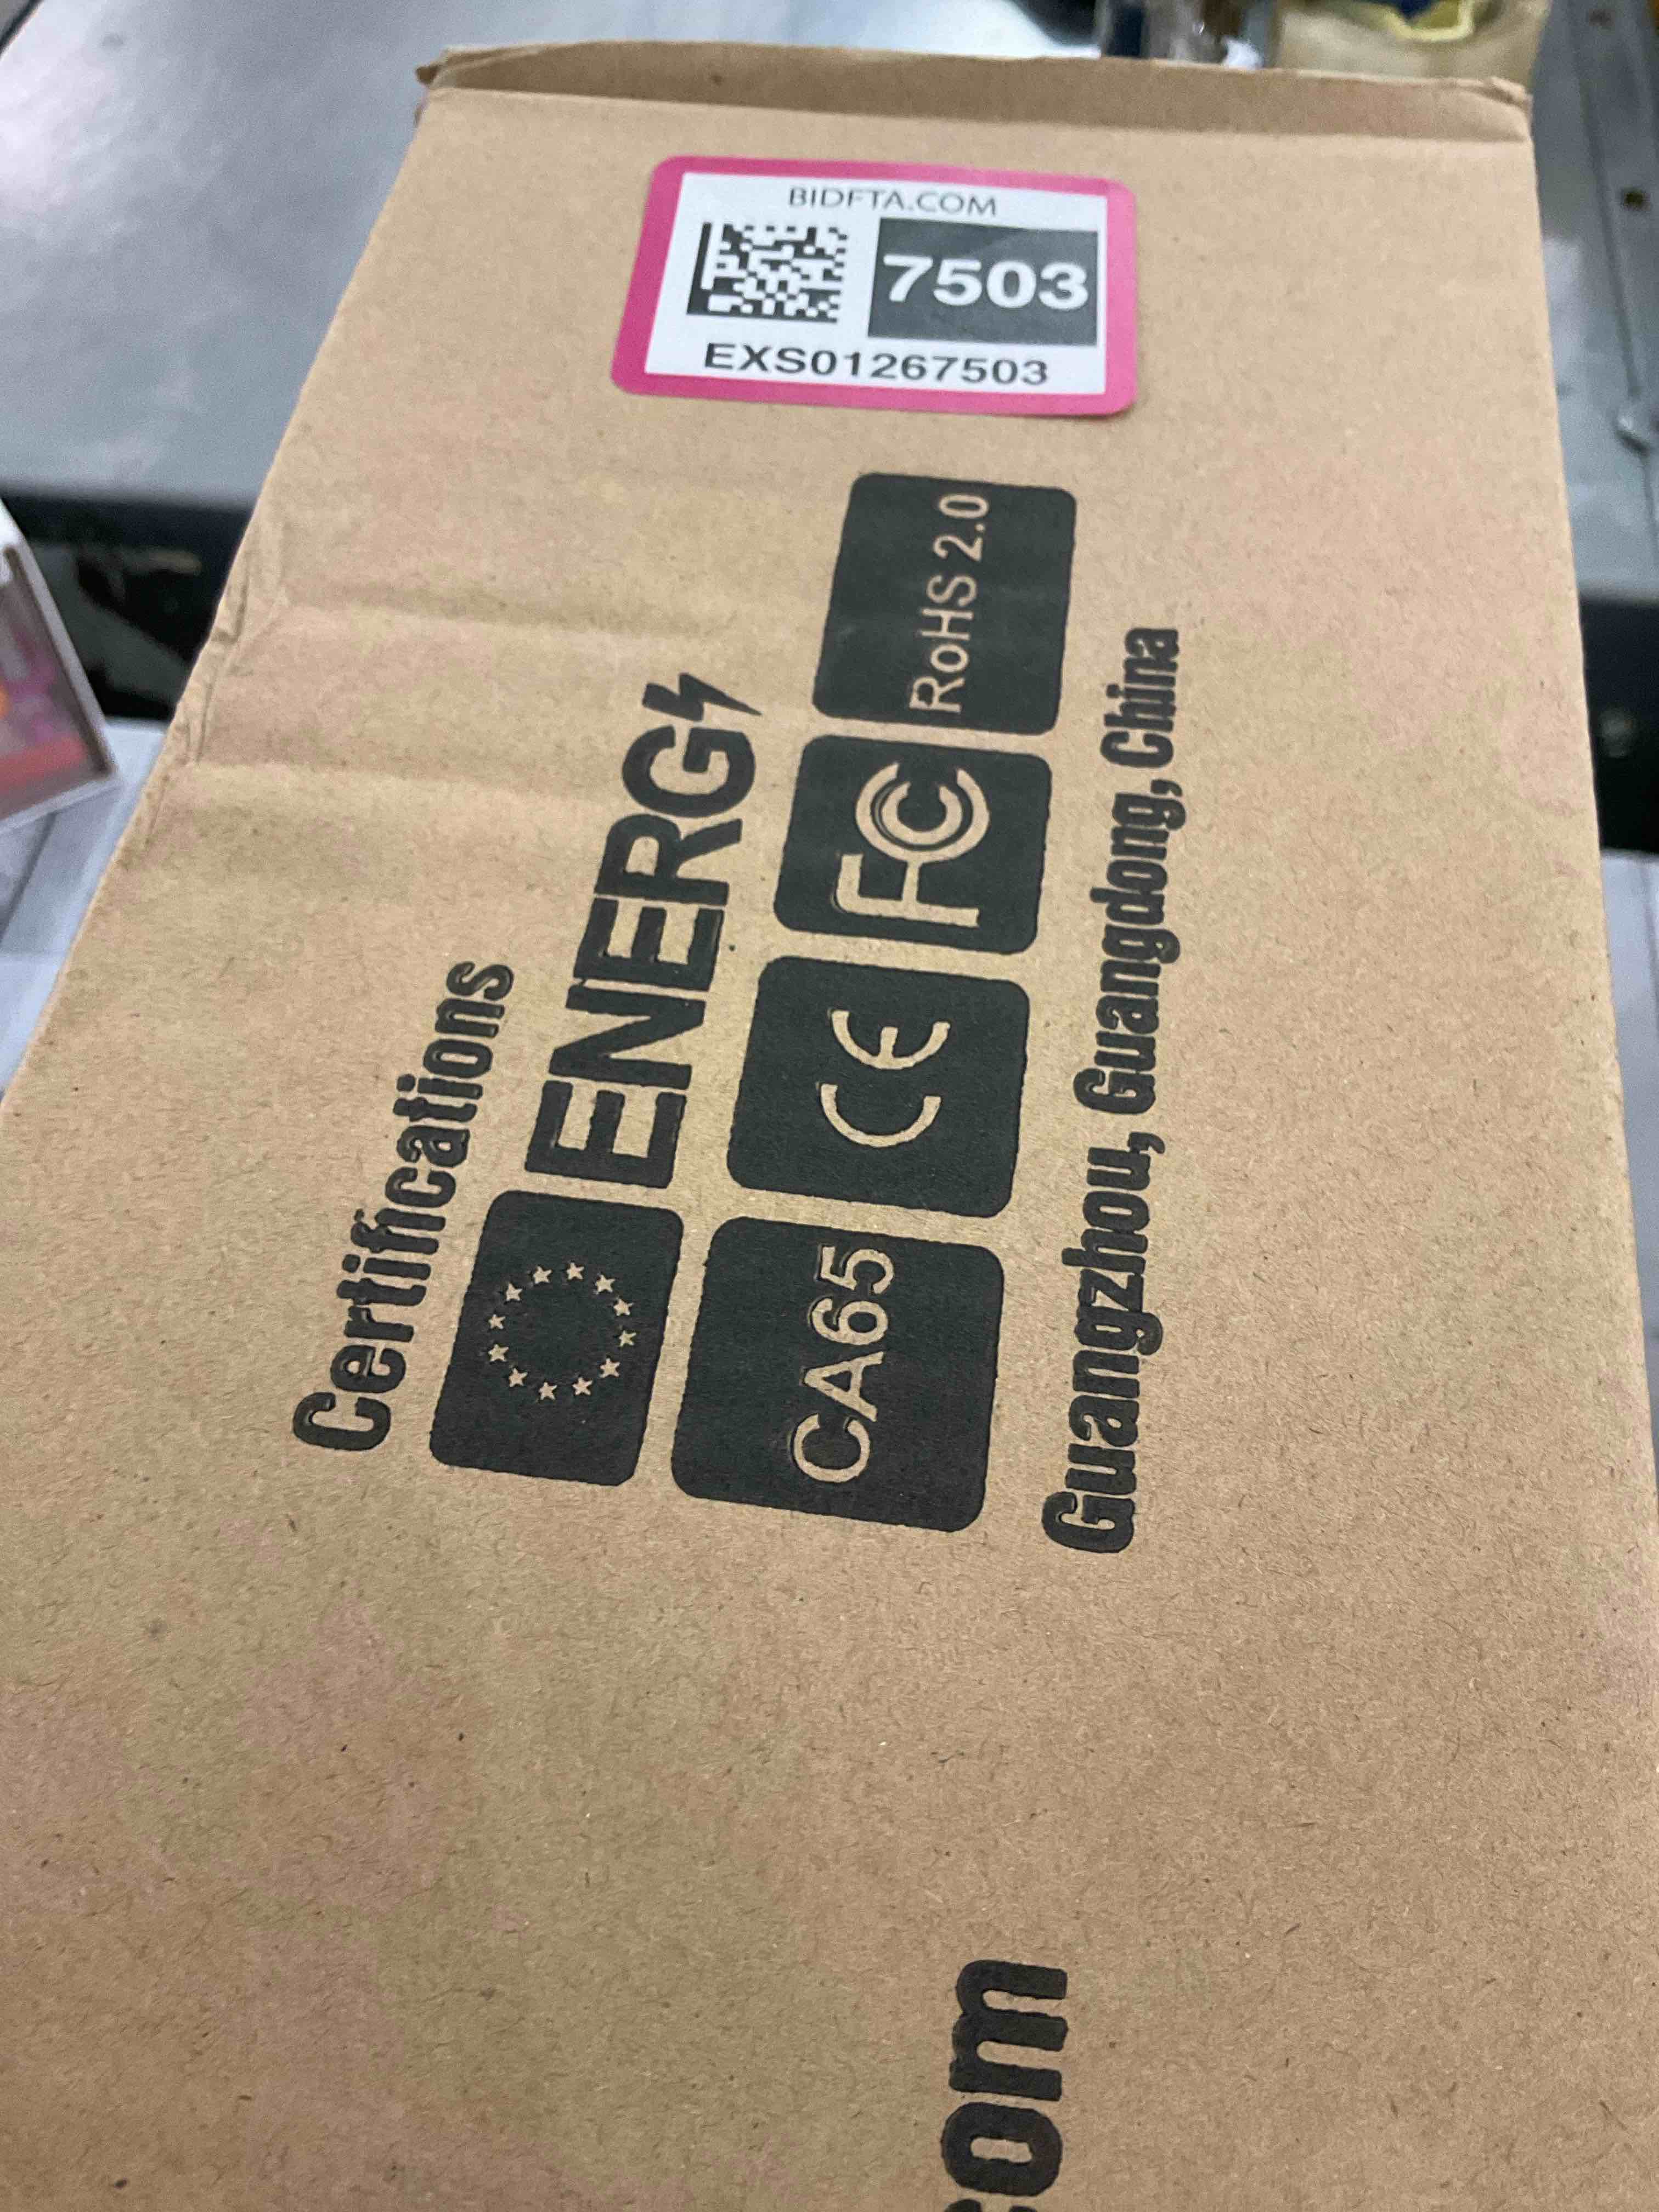 BIDFTA.COM
7503
EXS01267503
Certifications
ENERG
CA65 CE FC RoHS 2.0
Guangzhou, Guangdong, China
com